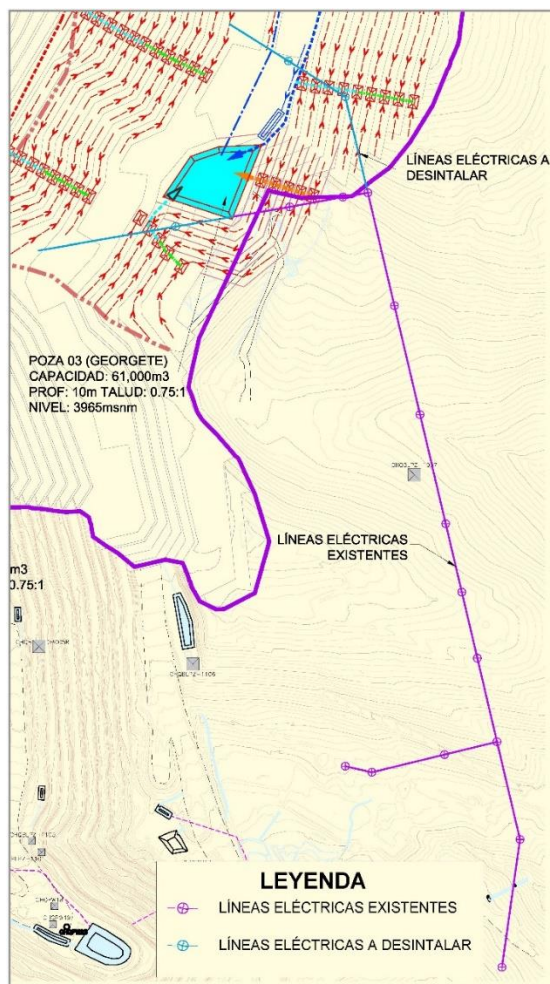 LÍNEAS ELÉCTRICAS A
DESINTALAR
POZA 03 (GEORGETE)
CAPACIDAD: 61,000m3
PROF: 10m TALUD: 0.75:1
NIVEL: 3965msnm
LÍNEAS ELÉCTRICAS
EXISTENTES
m3
0.75:1
LEYENDA
LÍNEAS ELÉCTRICAS EXISTENTES
LÍNEAS ELÉCTRICAS A DESINTALAR